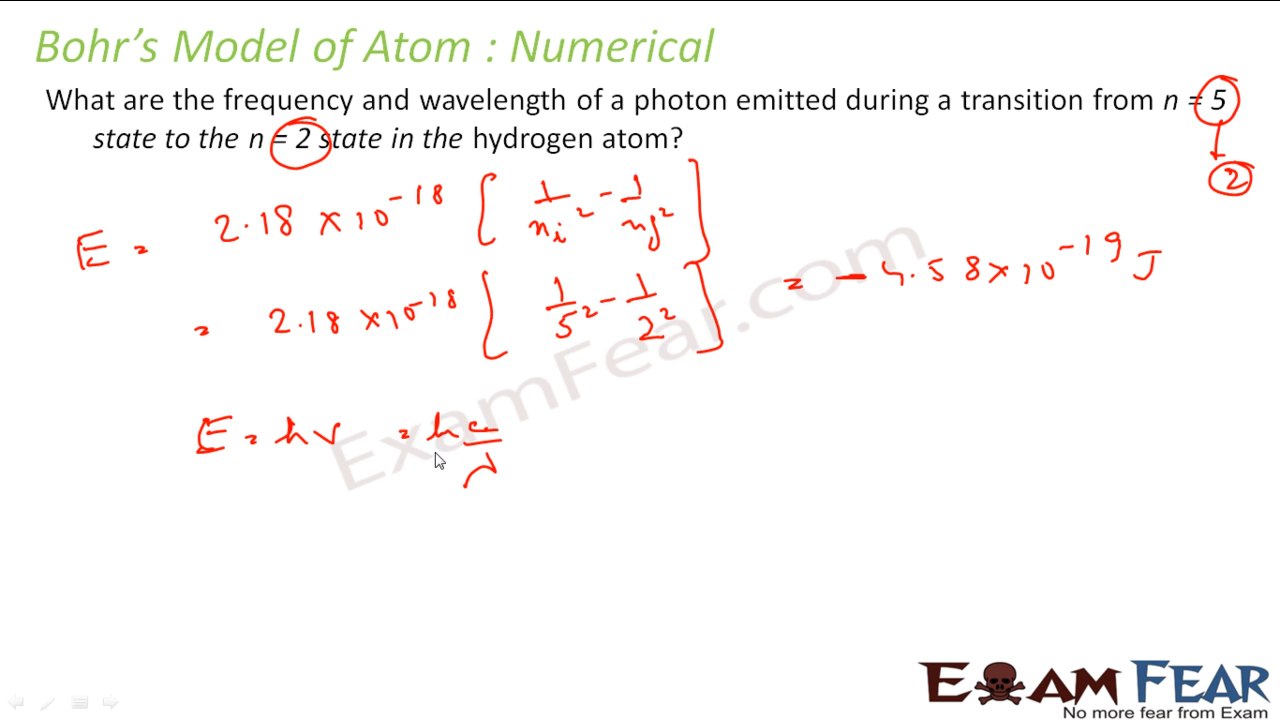 Bohr's Model of Atom : Numerical
What are the frequency and wavelength of a photon emitted during a transition from n = 5
state to the n = 2 state in the hydrogen atom?
2
E = 2.18 × 10⁻¹⁸ [ 1/nᵢ² - 1/n_f² ]
= 2.18 × 10⁻¹⁸ [ 1/5² - 1/2² ] = - 4.58 × 10⁻¹⁹ J
E = hν = h c/λ
ExamFear.com
EXAM FEAR
No more fear from Exam